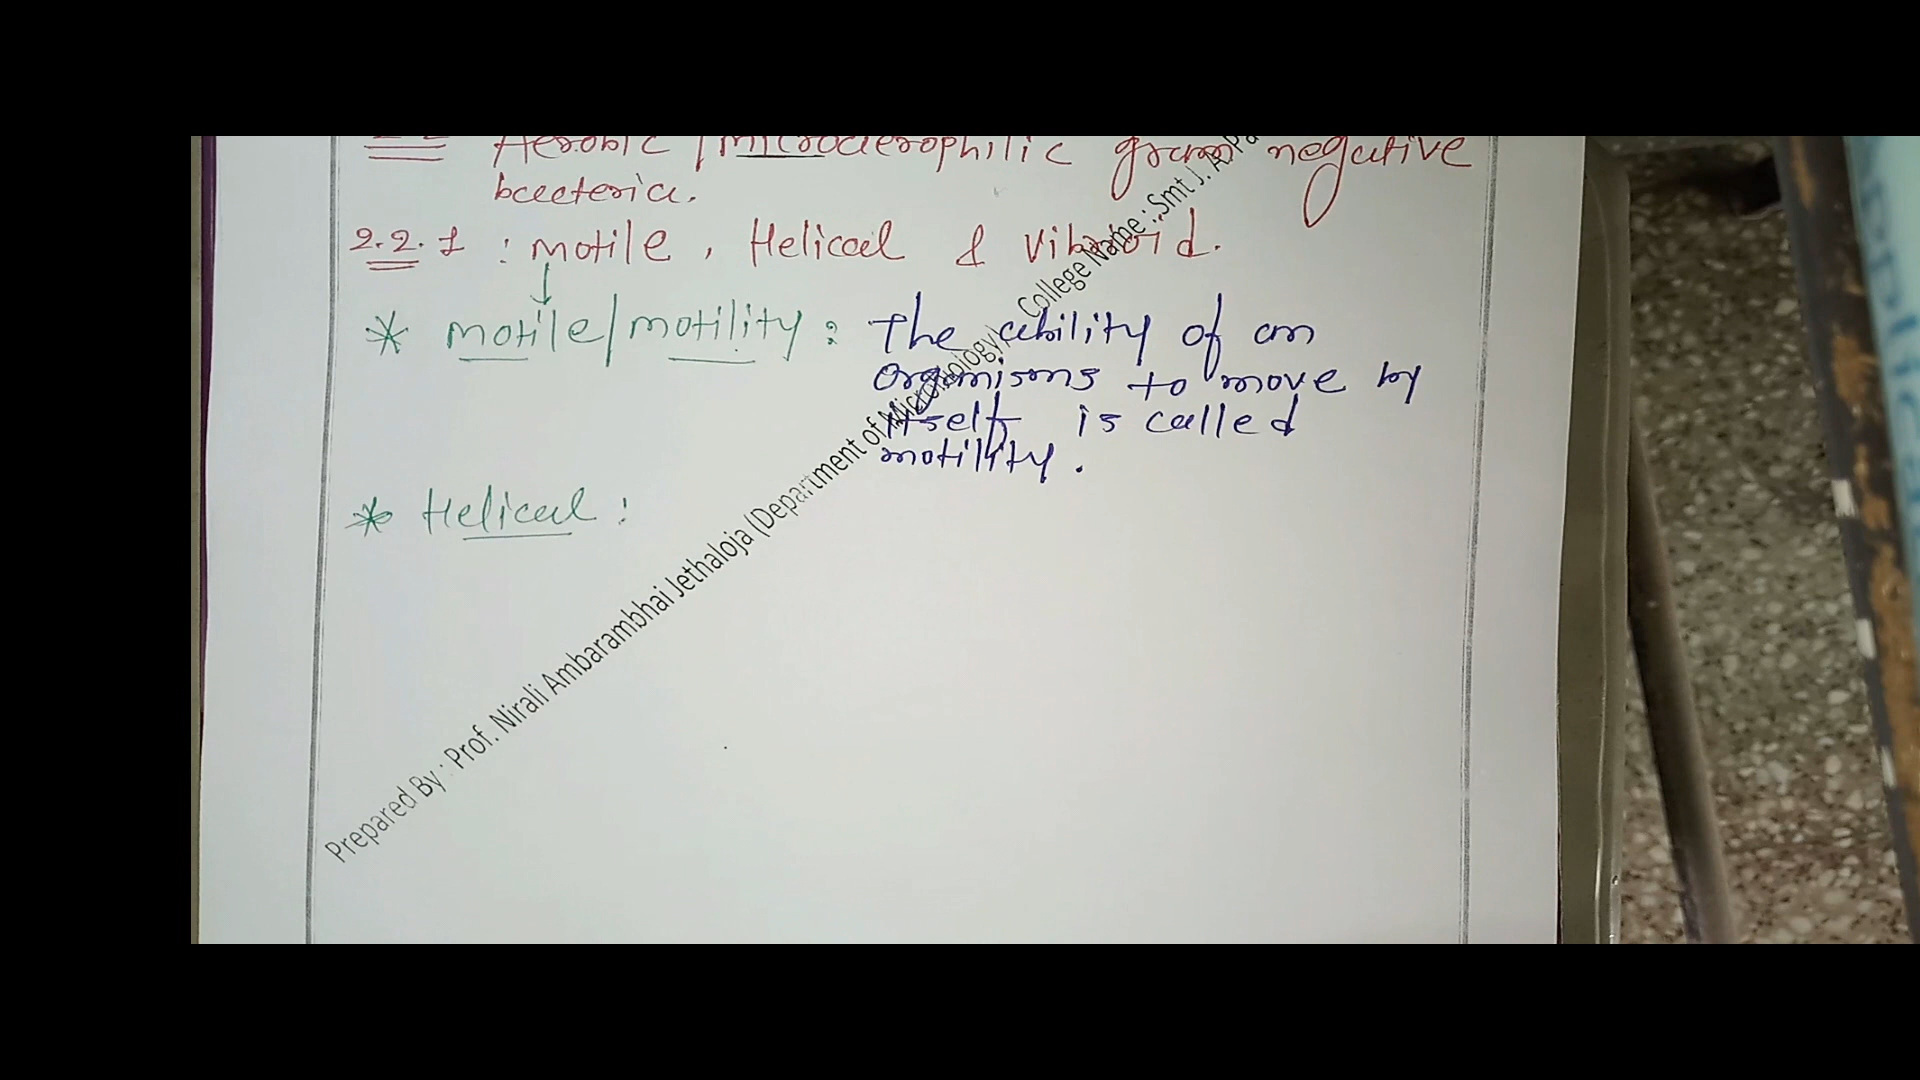 Aerobic / microaerophilic gram negative
bacteria.
2.2.1 : motile, Helical & vibrioid.
* motile/motility : The ability of an
organisms to move by
itself is called
motility.
* Helical :
Prepared By : Prof. Nirali Ambarambhai Jethaloja (Department of Microbiology), College Name : Smt J. A. Pa